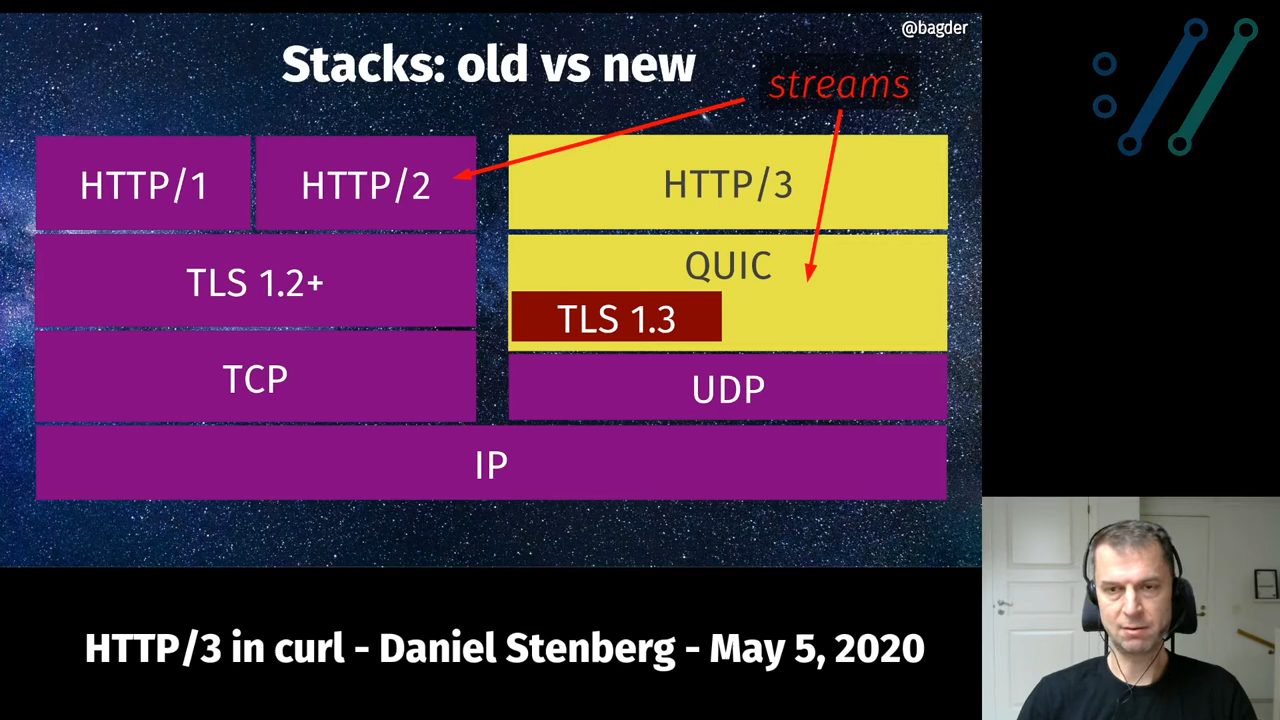 @bagder
Stacks: old vs new
streams
HTTP/1
HTTP/2
HTTP/3
TLS 1.2+
QUIC
TLS 1.3
TCP
UDP
IP
HTTP/3 in curl - Daniel Stenberg - May 5, 2020